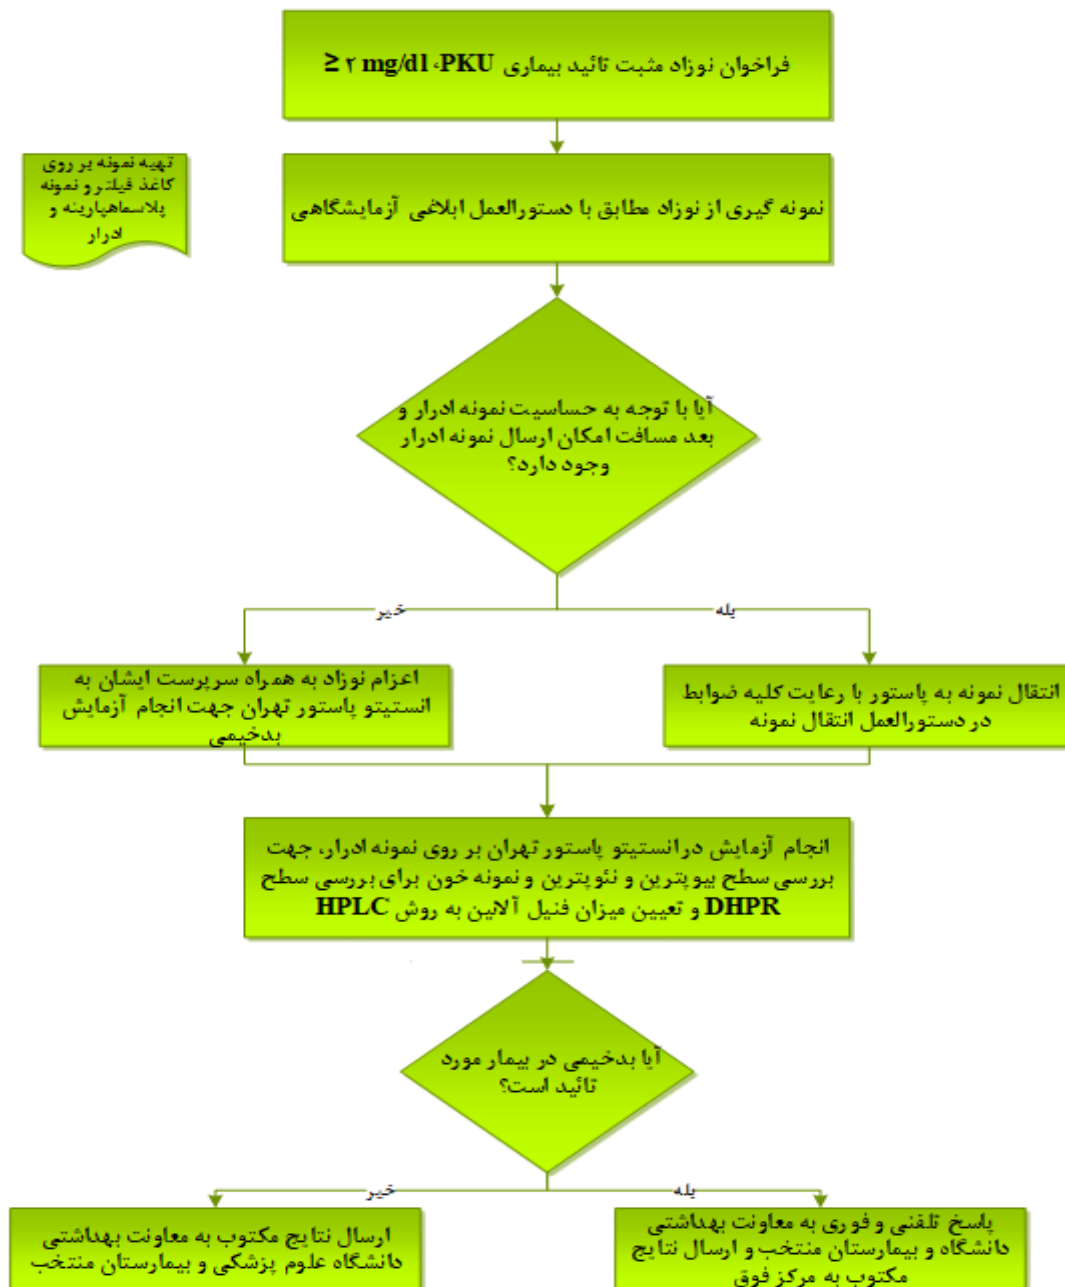 فراخوان نوزاد مثبت تائید بیماری PKU، ۲ mg/dl ≤
تهیه نمونه بر روی
کاغذ فیلتر و نمونه
پلاسماهپارینه و
ادرار
نمونه گیری از نوزاد مطابق با دستورالعمل ابلاغی آزمایشگاهی
آیا با توجه به حساسیت نمونه ادرار و
بعد مسافت امکان ارسال نمونه ادرار
وجود دارد؟
بله
خیر
انتقال نمونه به پاستور با رعایت کلیه ضوابط
در دستورالعمل انتقال نمونه
اعزام نوزاد به همراه سرپرست ایشان به
انستیتو پاستور تهران جهت انجام آزمایش
بدخیمی
انجام آزمایش در انستیتو پاستور تهران بر روی نمونه ادرار، جهت
بررسی سطح بیوپترین و نئوپترین و نمونه خون برای بررسی سطح
DHPR و تعیین میزان فنیل آلانین به روش HPLC
آیا بدخیمی در بیمار مورد
تائید است؟
بله
خیر
پاسخ تلفنی و فوری به معاونت بهداشتی
دانشگاه و بیمارستان منتخب و ارسال نتایج
مکتوب به مرکز فوق
ارسال نتایج مکتوب به معاونت بهداشتی
دانشگاه علوم پزشکی و بیمارستان منتخب